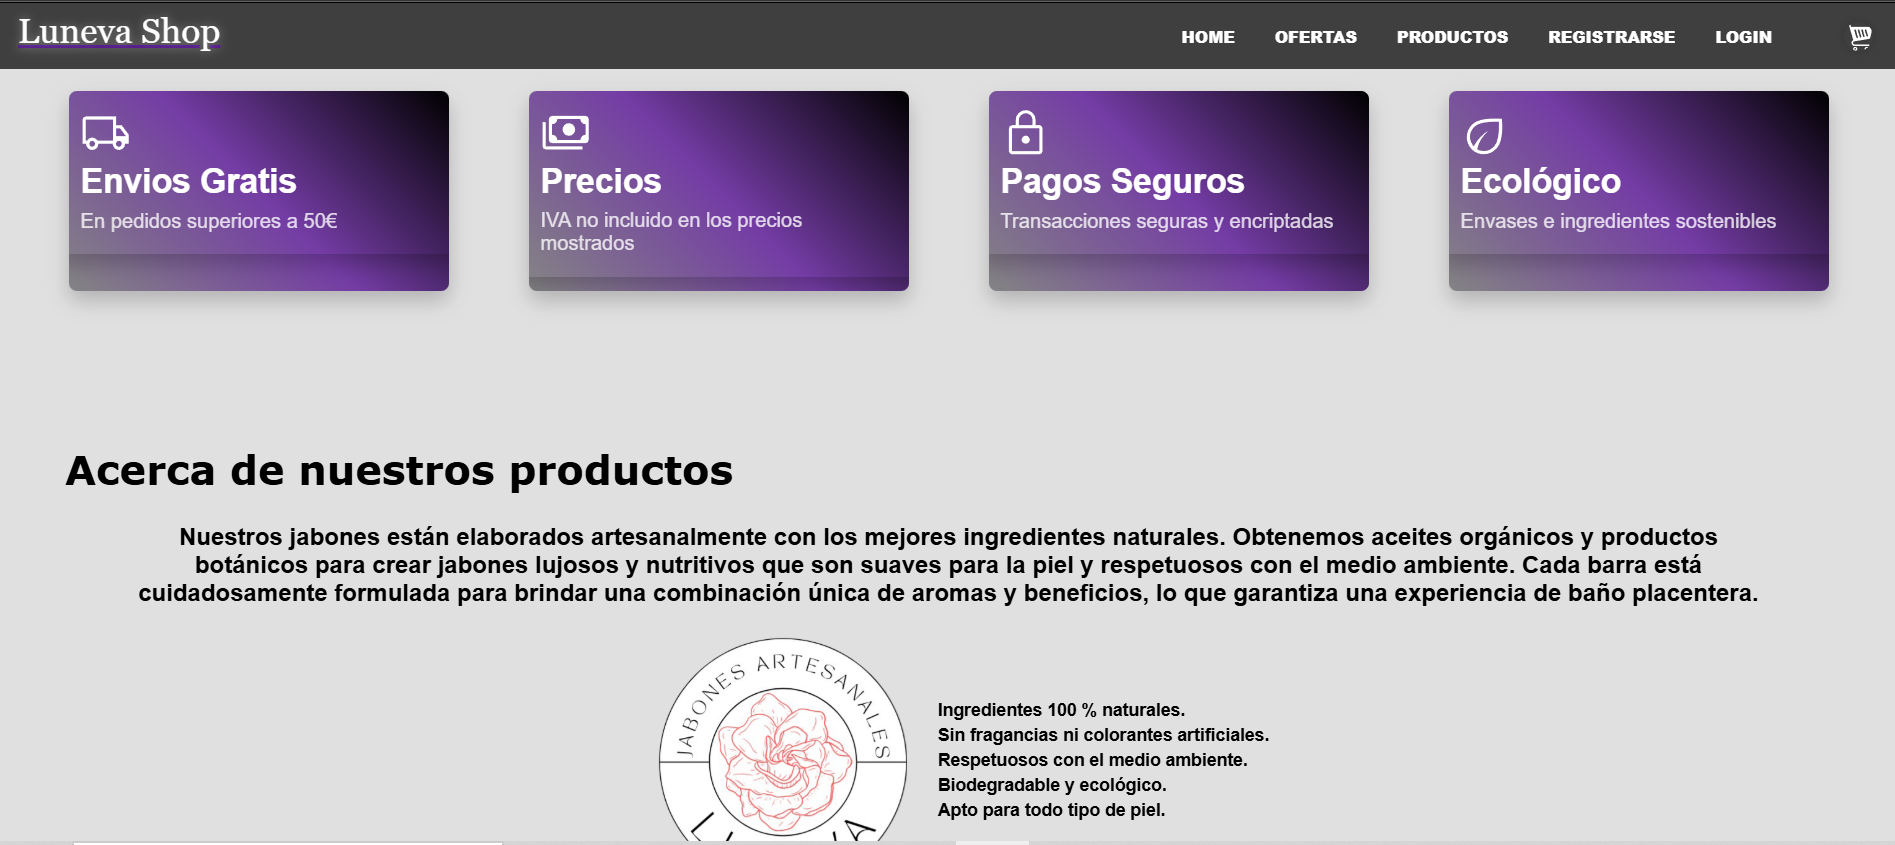 Luneva Shop
HOME OFERTAS PRODUCTOS REGISTRARSE LOGIN
Envios Gratis
En pedidos superiores a 50€
Precios
IVA no incluido en los precios
mostrados
Pagos Seguros
Transacciones seguras y encriptadas
Ecológico
Envases e ingredientes sostenibles
Acerca de nuestros productos
Nuestros jabones están elaborados artesanalmente con los mejores ingredientes naturales. Obtenemos aceites orgánicos y productos
botánicos para crear jabones lujosos y nutritivos que son suaves para la piel y respetuosos con el medio ambiente. Cada barra está
cuidadosamente formulada para brindar una combinación única de aromas y beneficios, lo que garantiza una experiencia de baño placentera.
JABONES ARTESANALES
Ingredientes 100 % naturales.
Sin fragancias ni colorantes artificiales.
Respetuosos con el medio ambiente.
Biodegradable y ecológico.
Apto para todo tipo de piel.